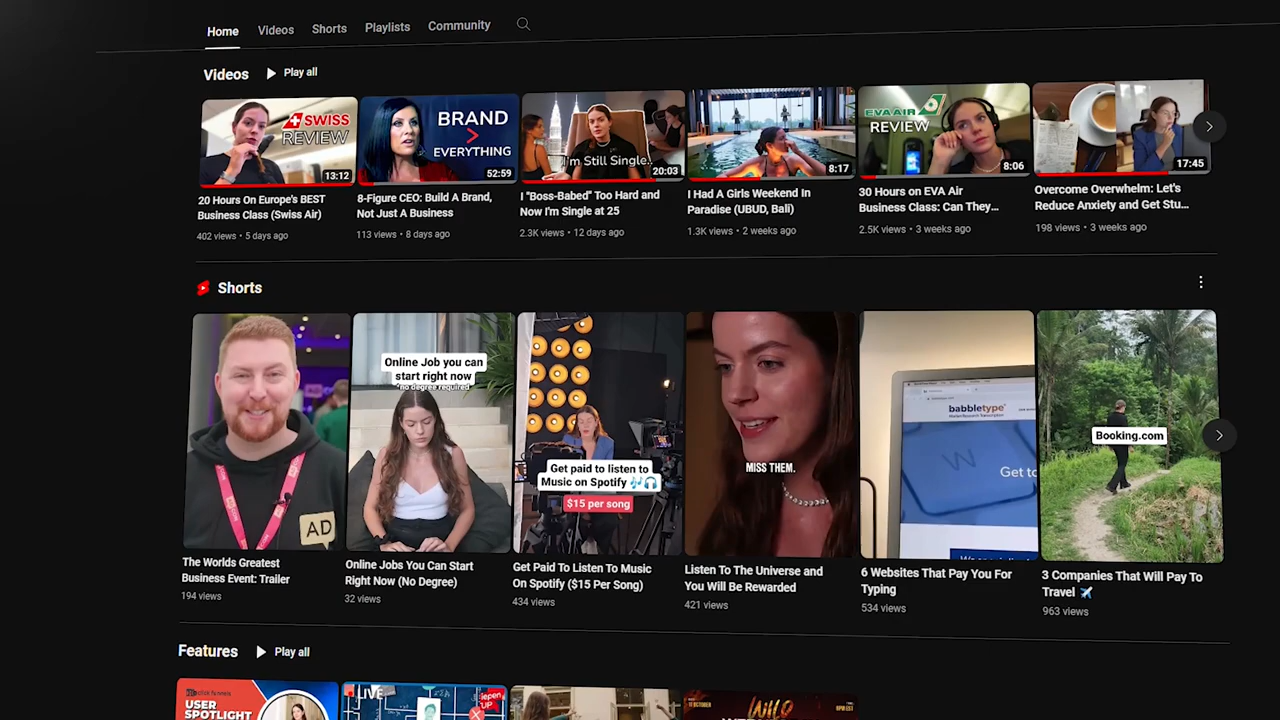 Home Videos Shorts Playlists Community
Videos Play all
SWISS
REVIEW
13:12
BRAND
>
EVERYTHING
52:59
I'm Still Single..
20:03
8:17
EVA AIR
REVIEW
8:06
17:45
20 Hours On Europe's BEST
Business Class (Swiss Air)
402 views • 5 days ago
8-Figure CEO: Build A Brand,
Not Just A Business
113 views • 8 days ago
I "Boss-Babed" Too Hard and
Now I'm Single at 25
2.3K views • 12 days ago
I Had A Girls Weekend In
Paradise (UBUD, Bali)
1.3K views • 2 weeks ago
30 Hours on EVA Air
Business Class: Can They...
2.5K views • 3 weeks ago
Overcome Overwhelm: Let's
Reduce Anxiety and Get Stu...
198 views • 3 weeks ago
Shorts
AD
Online Job you can
start right now
*no degree required
Get paid to listen to
Music on Spotify 🎶🎧
$15 per song
MISS THEM.
babbletype
Get to
Booking.com
The Worlds Greatest
Business Event: Trailer
194 views
Online Jobs You Can Start
Right Now (No Degree)
32 views
Get Paid To Listen To Music
On Spotify ($15 Per Song)
434 views
Listen To The Universe and
You Will Be Rewarded
421 views
6 Websites That Pay You For
Typing
534 views
3 Companies That Will Pay To
Travel ✈️
963 views
Features Play all
click funnels
USER
SPOTLIGHT
LIVE
iepen
UP
11 OCTOBER
WILD
8PM EST